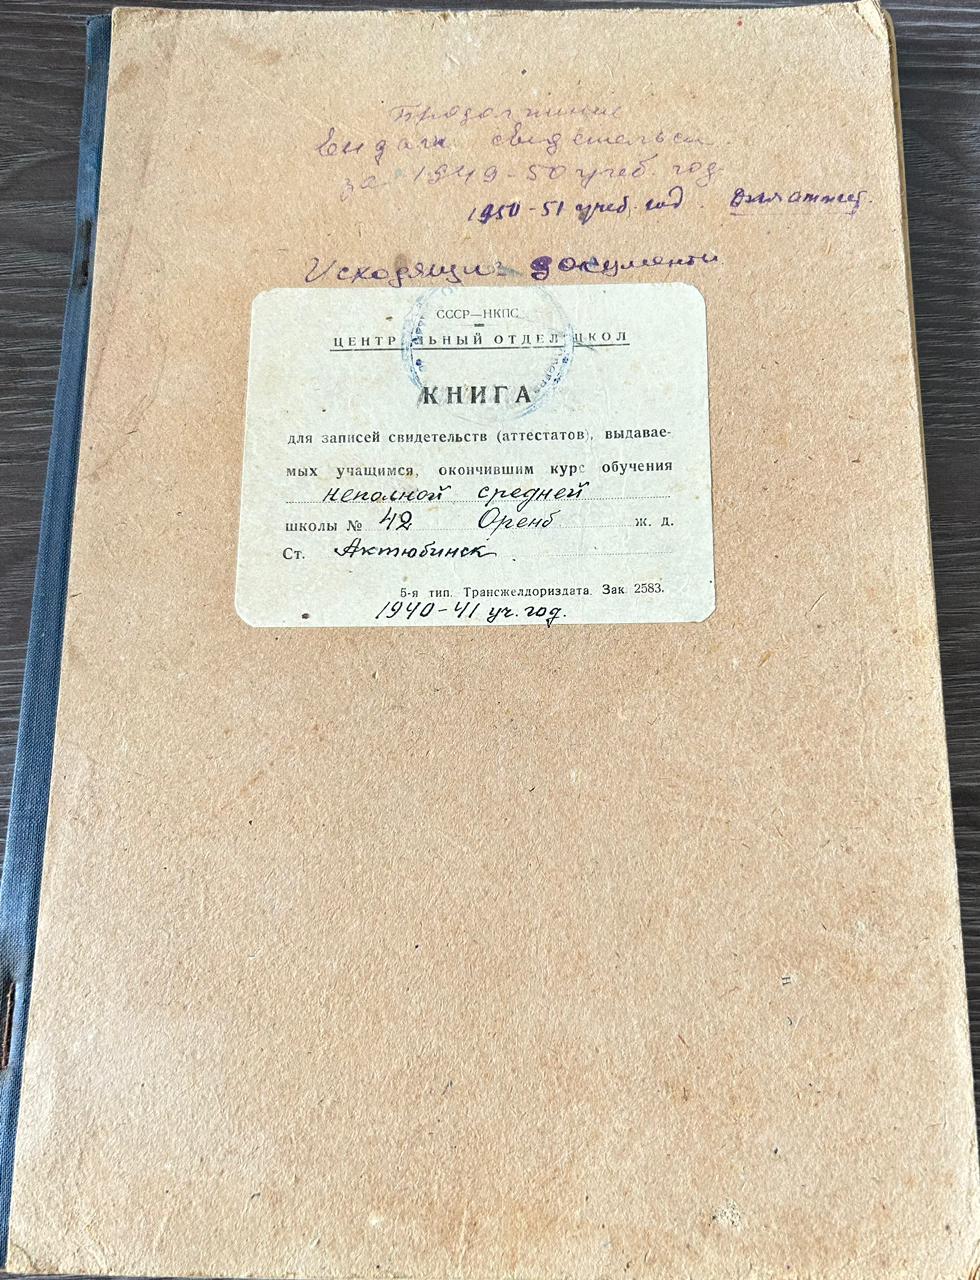 Продолжение
выдачи свидетельств
за 1949-50 учеб. год
1950-51 учеб. год.
Исходящие документы
СССР—НКПС
ЦЕНТРАЛЬНЫЙ ОТДЕЛ ШКОЛ
КНИГА
для записей свидетельств (аттестатов), выдавае-
мых учащимся, окончившим курс обучения
неполной средней
школы № 42 Оренб ж. д.
Ст. Актюбинск
5-я тип. Трансжелдориздата. Зак. 2583.
1940-41 уч. год.